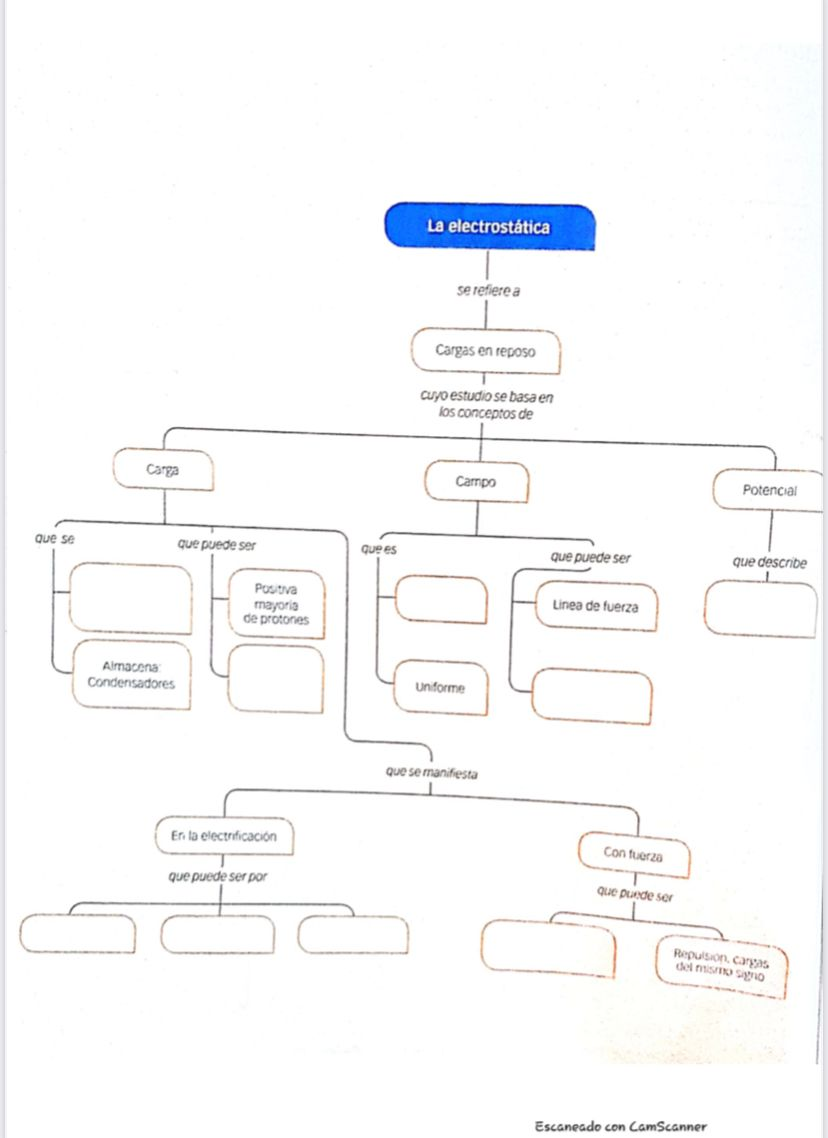 La electrostática
se refiere a
Cargas en reposo
cuyo estudio se basa en
los conceptos de
Carga
Campo
Potencial
que se
que puede ser
que es
que puede ser
que describe
Positiva
mayoría
de protones
Línea de fuerza
Almacena:
Condensadores
Uniforme
que se manifiesta
En la electrificación
Con fuerza
que puede ser por
que puede ser
Repulsión, cargas
del mismo signo
Escaneado con CamScanner